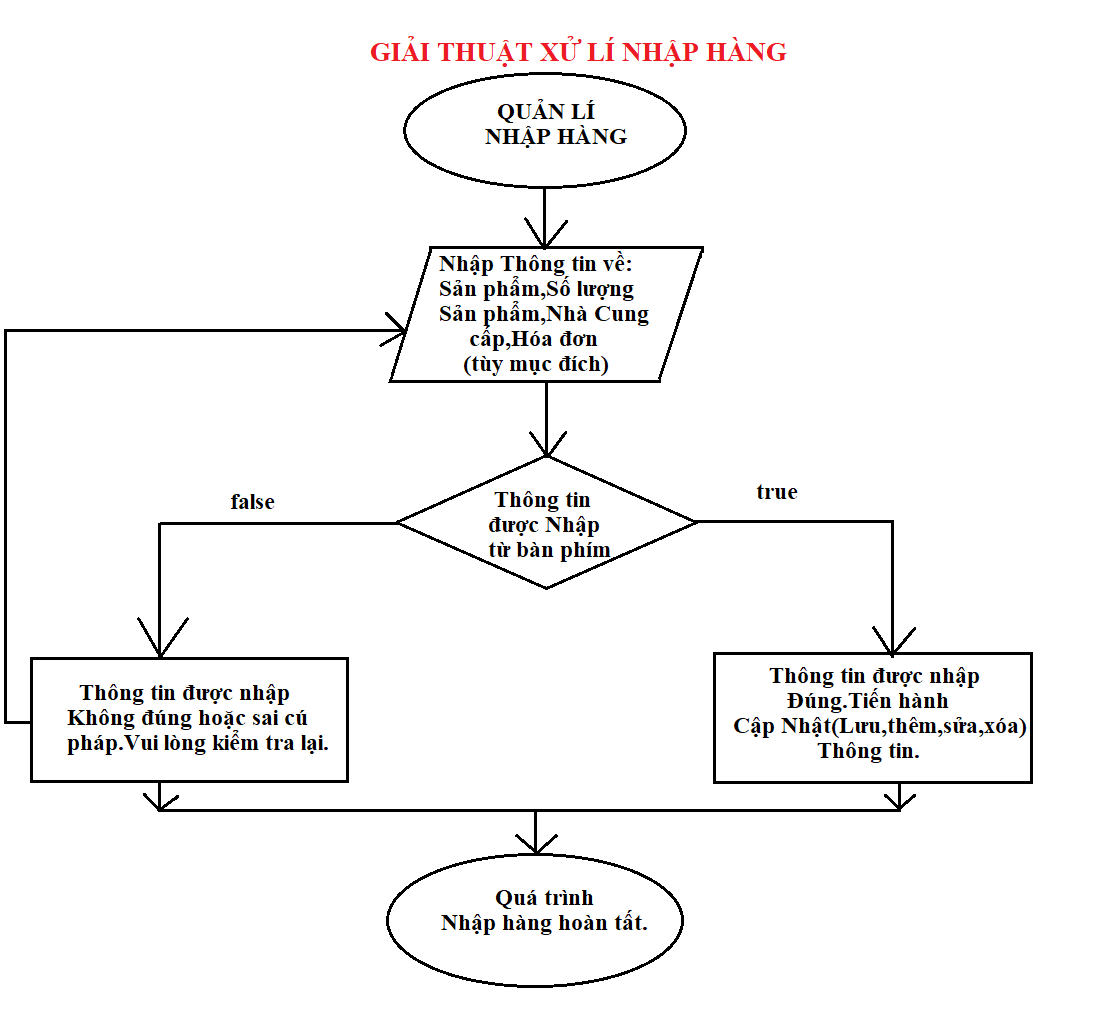 GIẢI THUẬT XỬ LÍ NHẬP HÀNG
QUẢN LÍ
NHẬP HÀNG
Nhập Thông tin về:
Sản phẩm,Số lượng
Sản phẩm,Nhà Cung
cấp,Hóa đơn
(tùy mục đích)
false
true
Thông tin
được Nhập
từ bàn phím
Thông tin được nhập
Không đúng hoặc sai cú
pháp.Vui lòng kiểm tra lại.
Thông tin được nhập
Đúng.Tiến hành
Cập Nhật(Lưu,thêm,sửa,xóa)
Thông tin.
Quá trình
Nhập hàng hoàn tất.